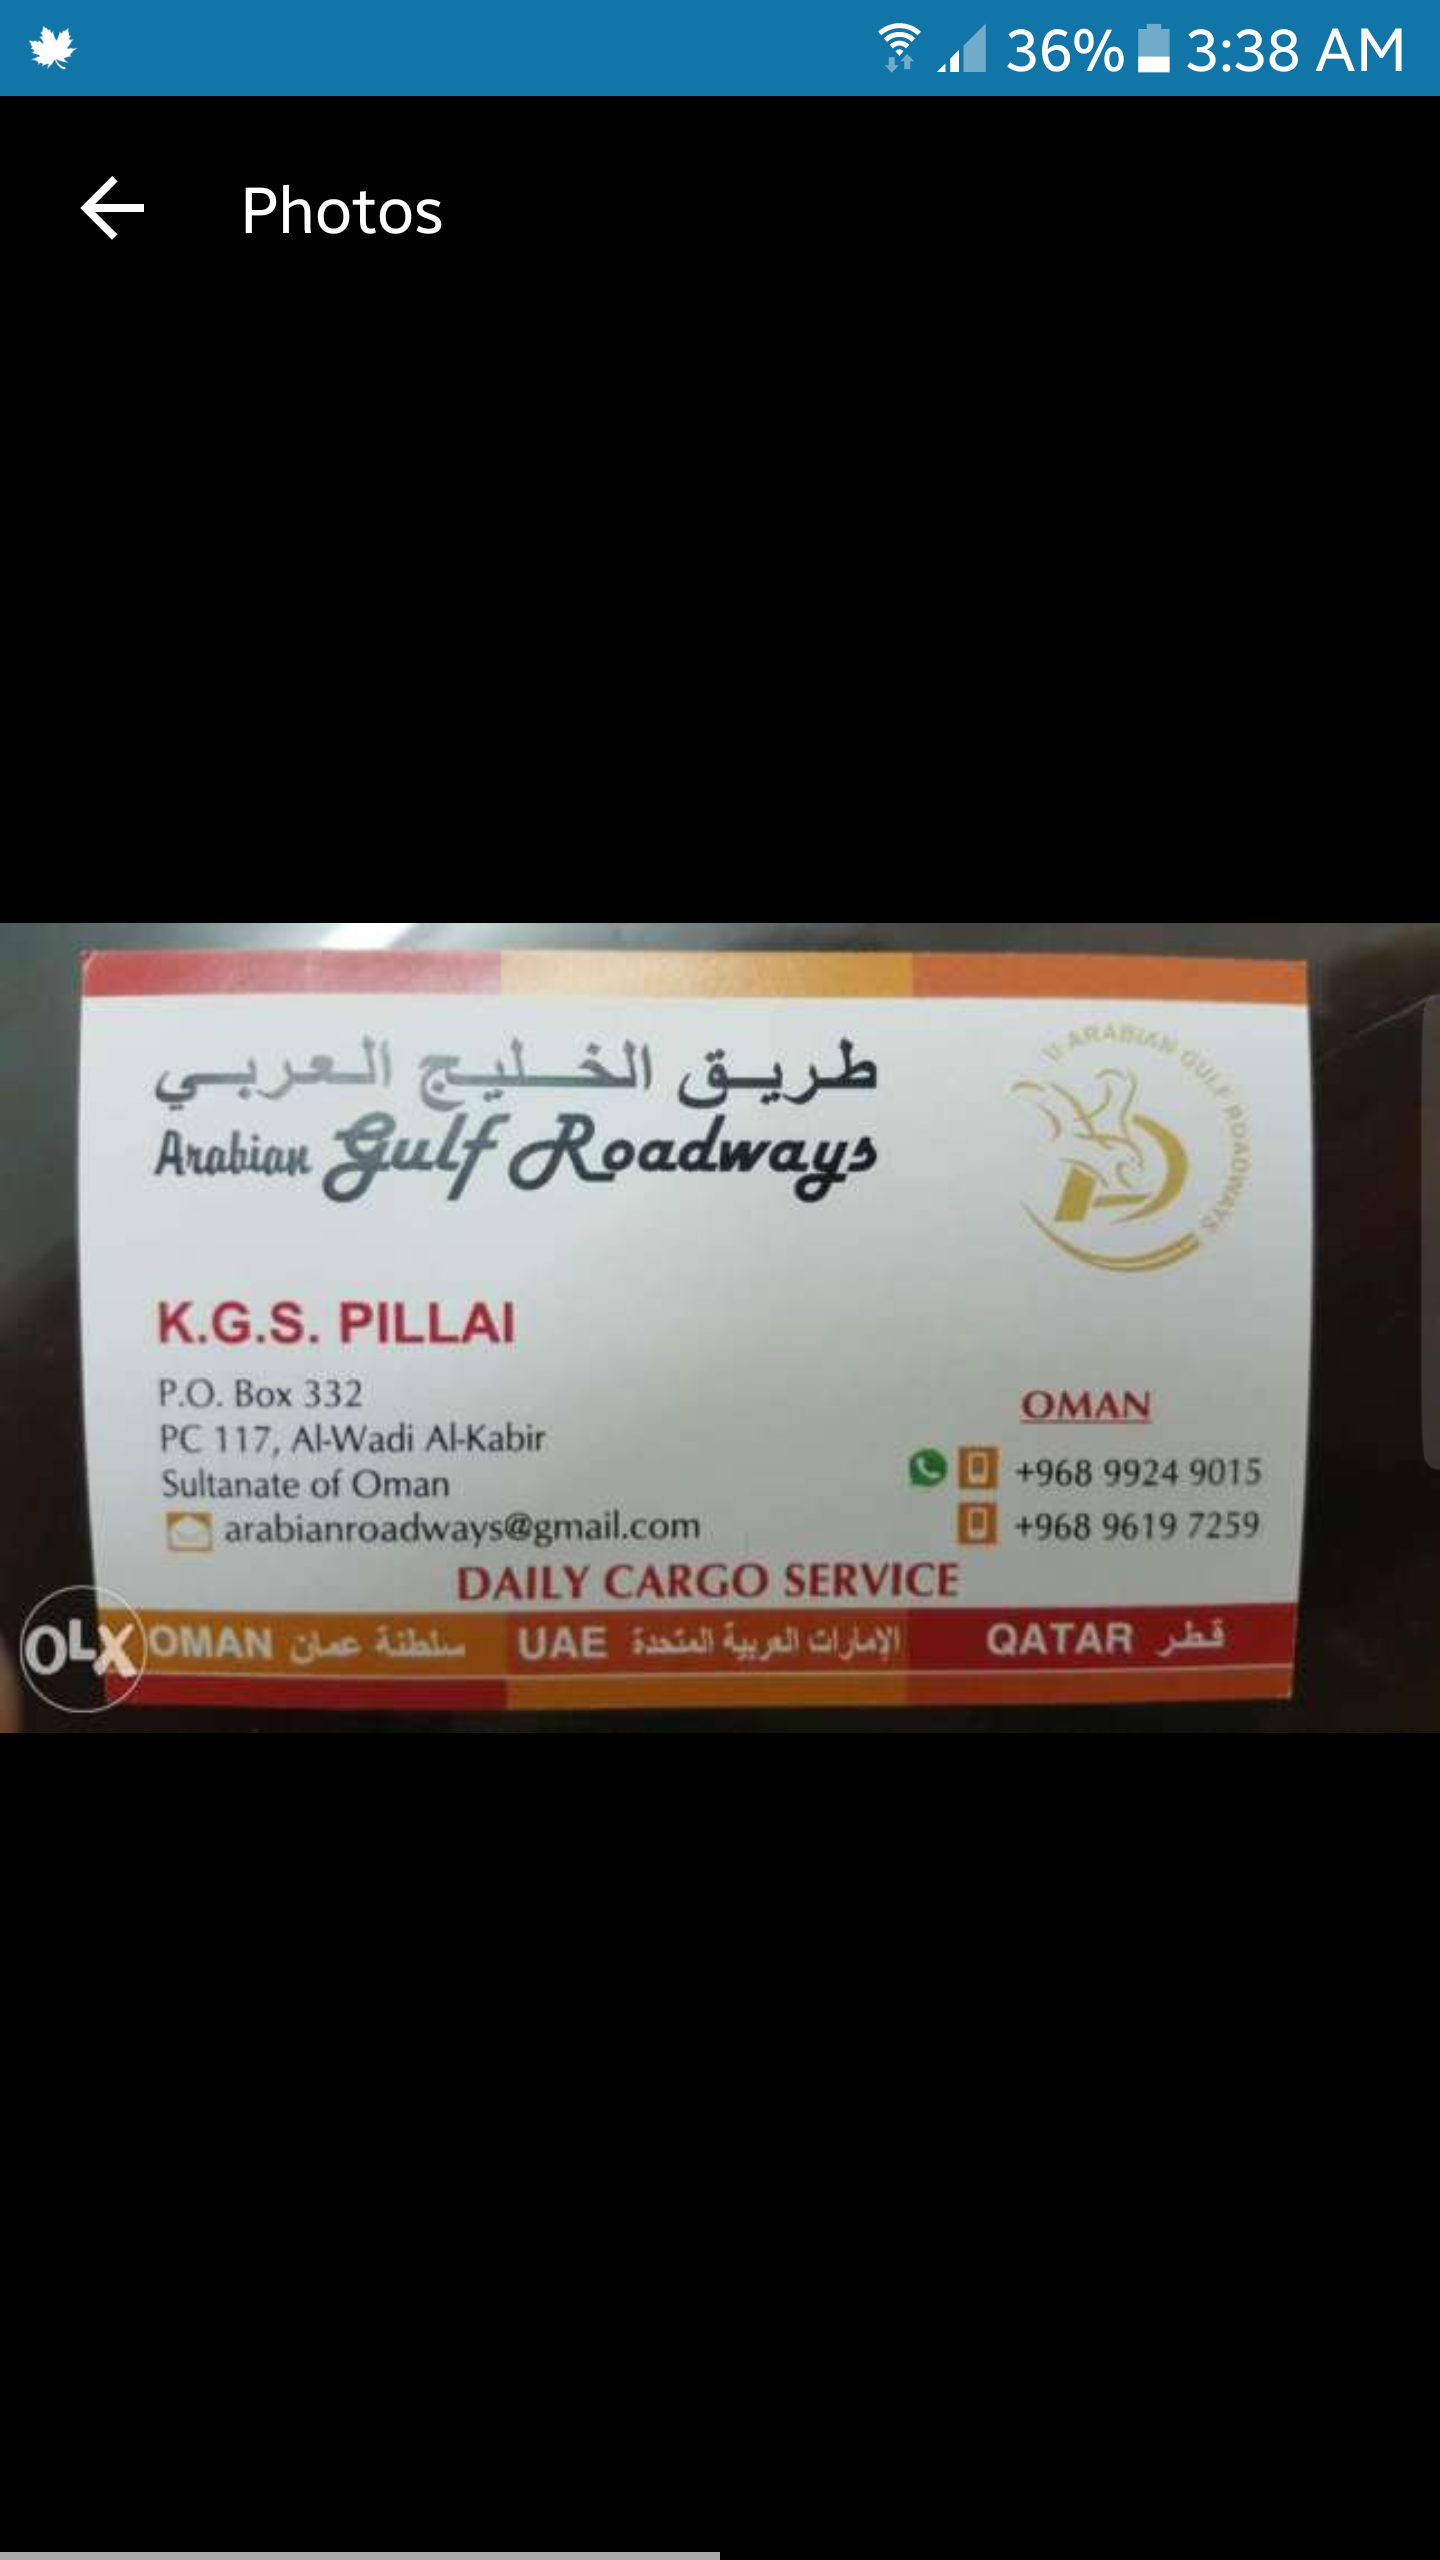 36% 3:38 AM
Photos
طريق الخليج العربي
Arabian Gulf Roadways
ARABIAN GULF ROADWAYS
K.G.S. PILLAI
P.O. Box 332
PC 117, Al-Wadi Al-Kabir
Sultanate of Oman
arabianroadways@gmail.com
OMAN
+968 9924 9015
+968 9619 7259
DAILY CARGO SERVICE
OMAN سلطنة عمان UAE الإمارات العربية المتحدة QATAR قطر
OLX